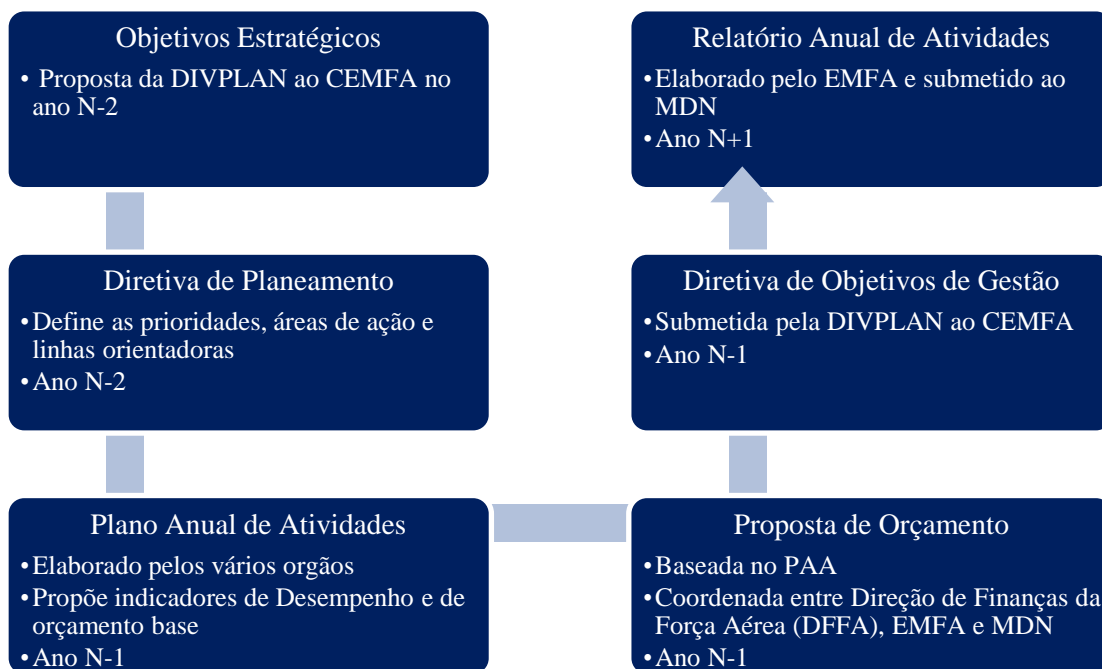 Objetivos Estratégicos
• Proposta da DIVPLAN ao CEMFA no
ano N-2
Diretiva de Planeamento
•Define as prioridades, áreas de ação e
linhas orientadoras
•Ano N-2
Plano Anual de Atividades
•Elaborado pelos vários orgãos
•Propõe indicadores de Desempenho e de
orçamento base
•Ano N-1
Proposta de Orçamento
•Baseada no PAA
•Coordenada entre Direção de Finanças da
Força Aérea (DFFA), EMFA e MDN
•Ano N-1
Diretiva de Objetivos de Gestão
•Submetida pela DIVPLAN ao CEMFA
•Ano N-1
Relatório Anual de Atividades
•Elaborado pelo EMFA e submetido ao
MDN
•Ano N+1